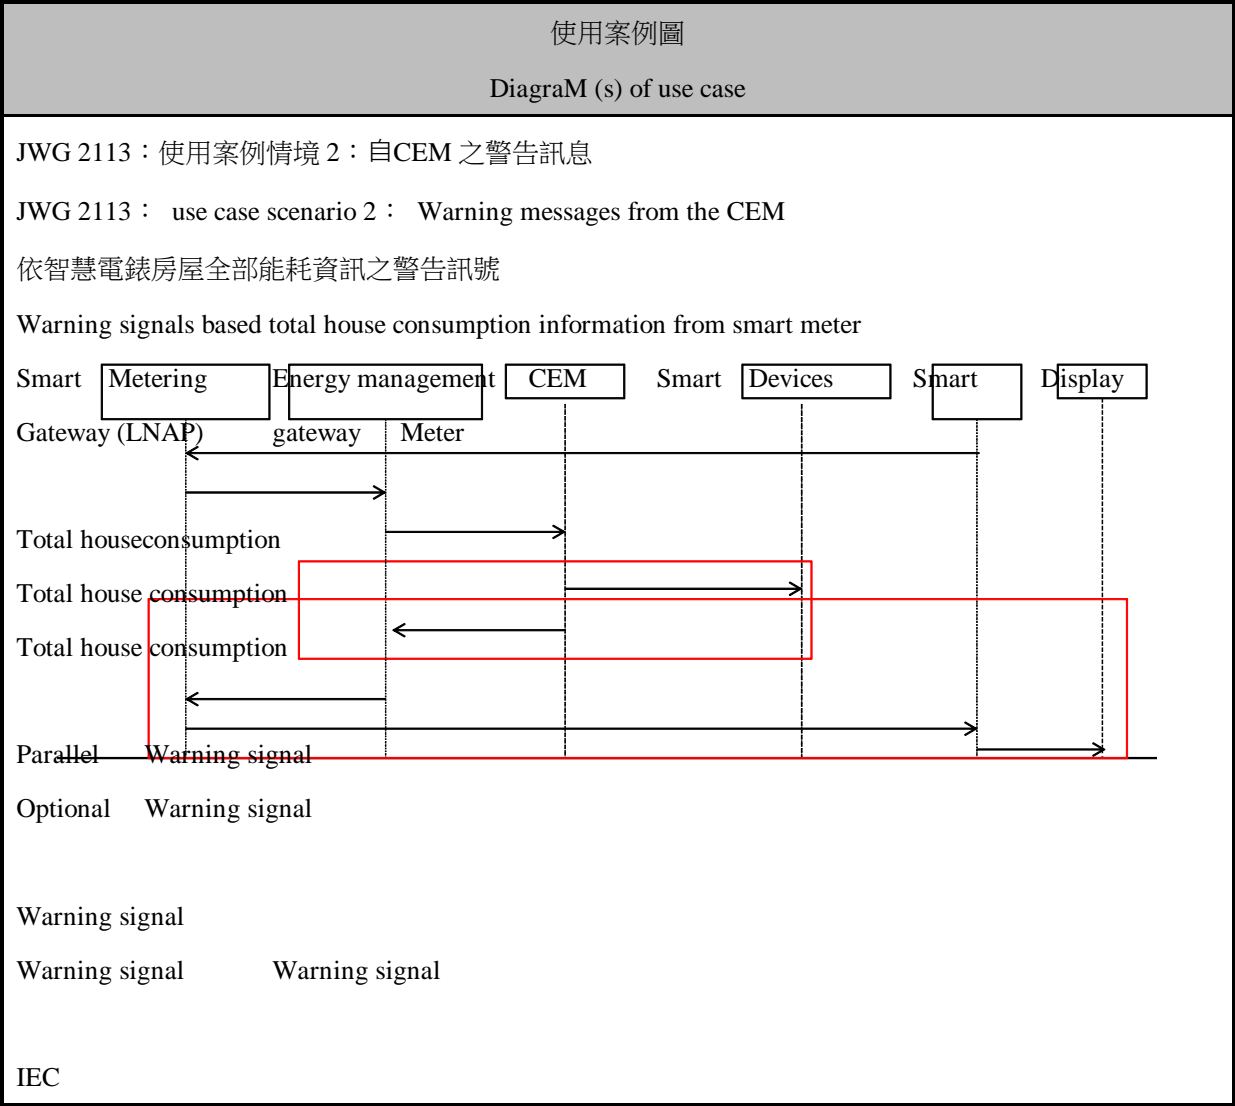 使用案例圖
DiagraM (s) of use case
JWG 2113：使用案例情境 2：自CEM 之警告訊息
JWG 2113： use case scenario 2： Warning messages from the CEM
依智慧電錶房屋全部能耗資訊之警告訊號
Warning signals based total house consumption information from smart meter
Smart Metering Energy management CEM Smart Devices Smart Display
Gateway (LNAP) gateway Meter
Total houseconsumption
Total house consumption
Total house consumption
Parallel Warning signal
Optional Warning signal
Warning signal
Warning signal Warning signal
IEC